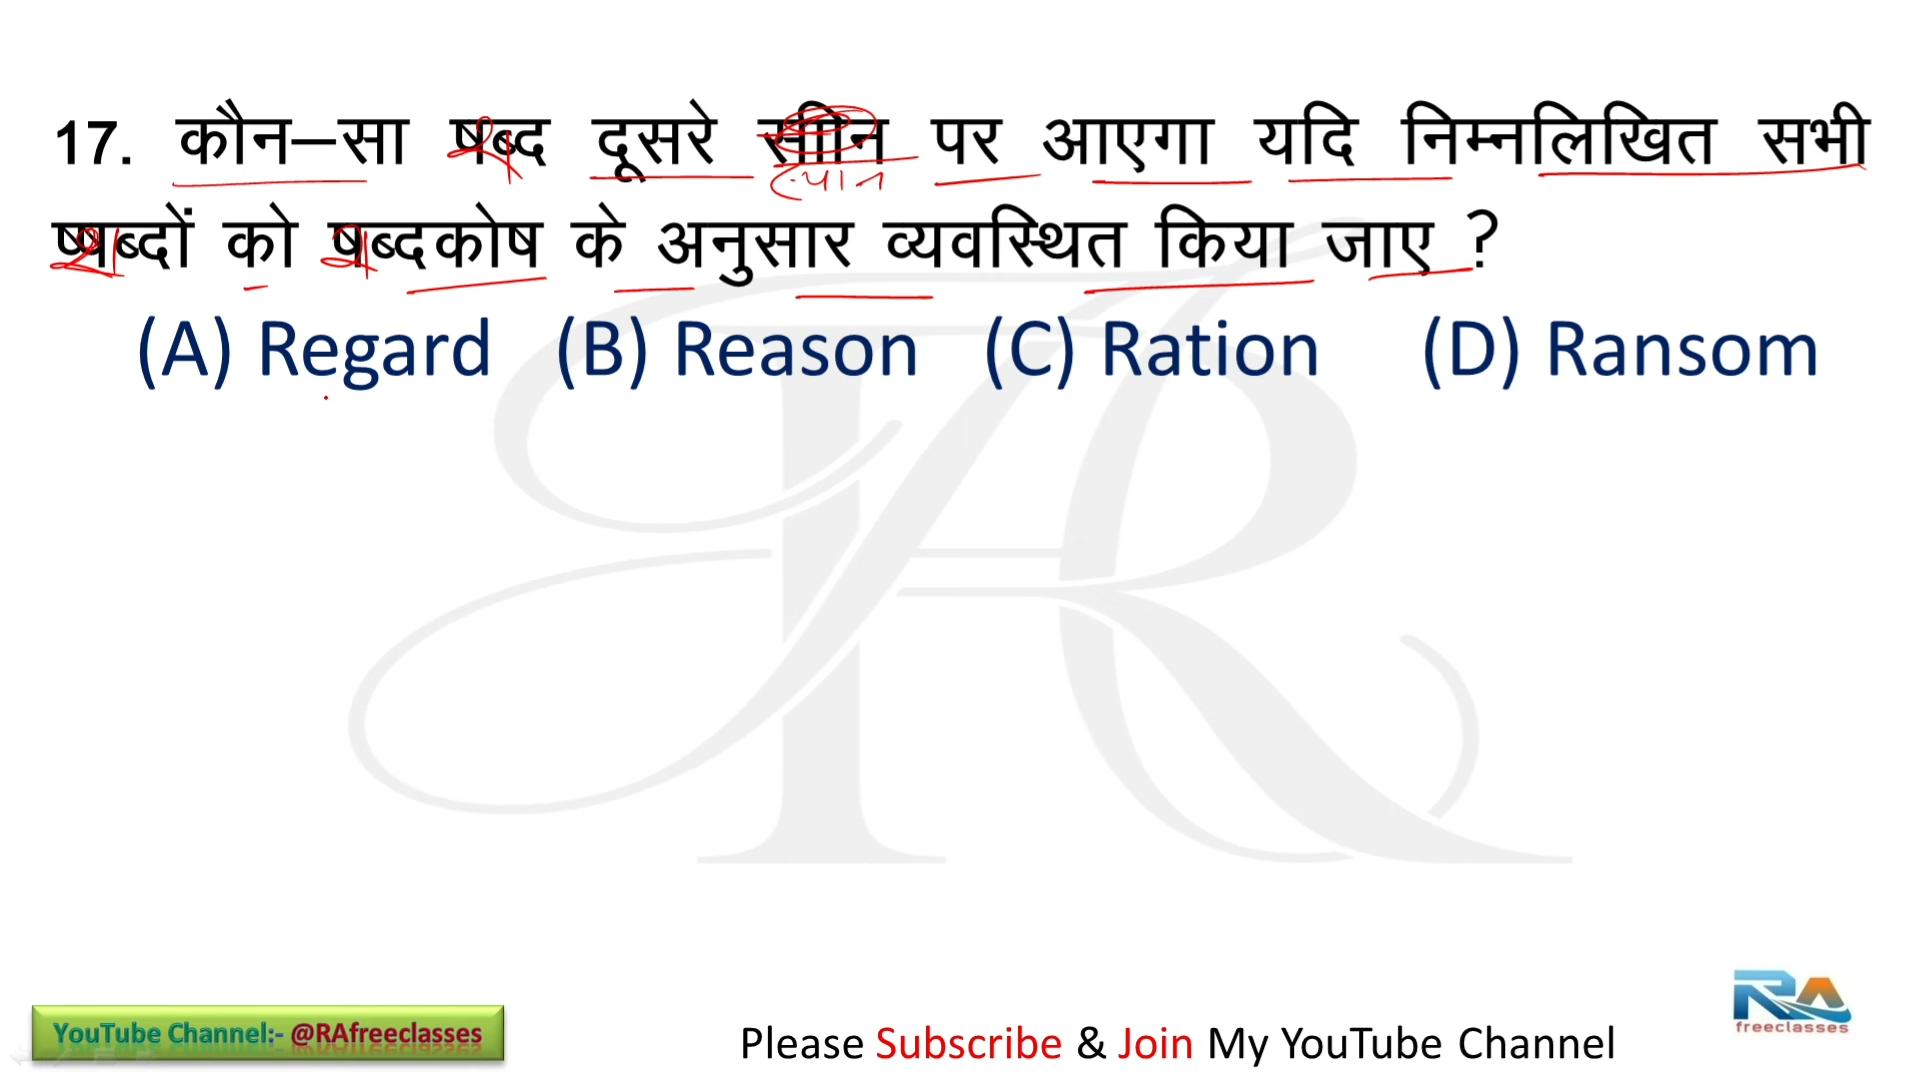 17. कौन–सा षब्द दूसरे पर आएगा यदि निम्नलिखित सभी
स्थान
को षब्दकोष के अनुसार व्यवस्थित किया जाए ?
(A) Regard (B) Reason (C) Ration (D) Ransom
YouTube Channel:- @RAfreeclasses
Please Subscribe & Join My YouTube Channel
RA
freeclasses